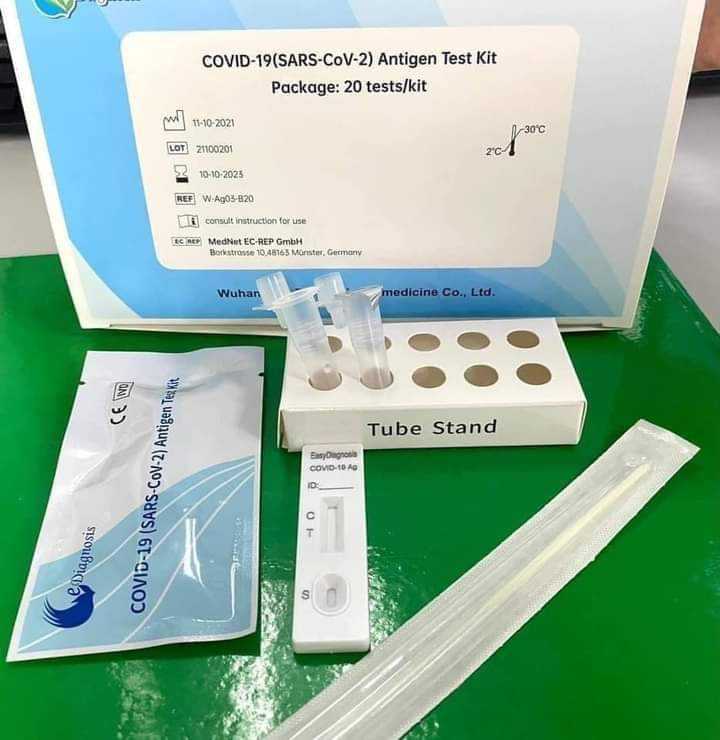 COVID-19(SARS-CoV-2) Antigen Test Kit
Package: 20 tests/kit
11-10-2021
LOT 21100201
10-10-2023
REF W-Ag03-B20
consult instruction for use
EC REP MedNet EC-REP GmbH
Borkstrasse 10,48163 Münster, Germany
2°C
30°C
medicine Co., Ltd.
Tube Stand
CE IVD
COVID-19 (SARS-CoV-2) Antigen Test Kit
eDiagnosis
EasyDiagnosis
COVID-19 Ag
ID:
C
T
S